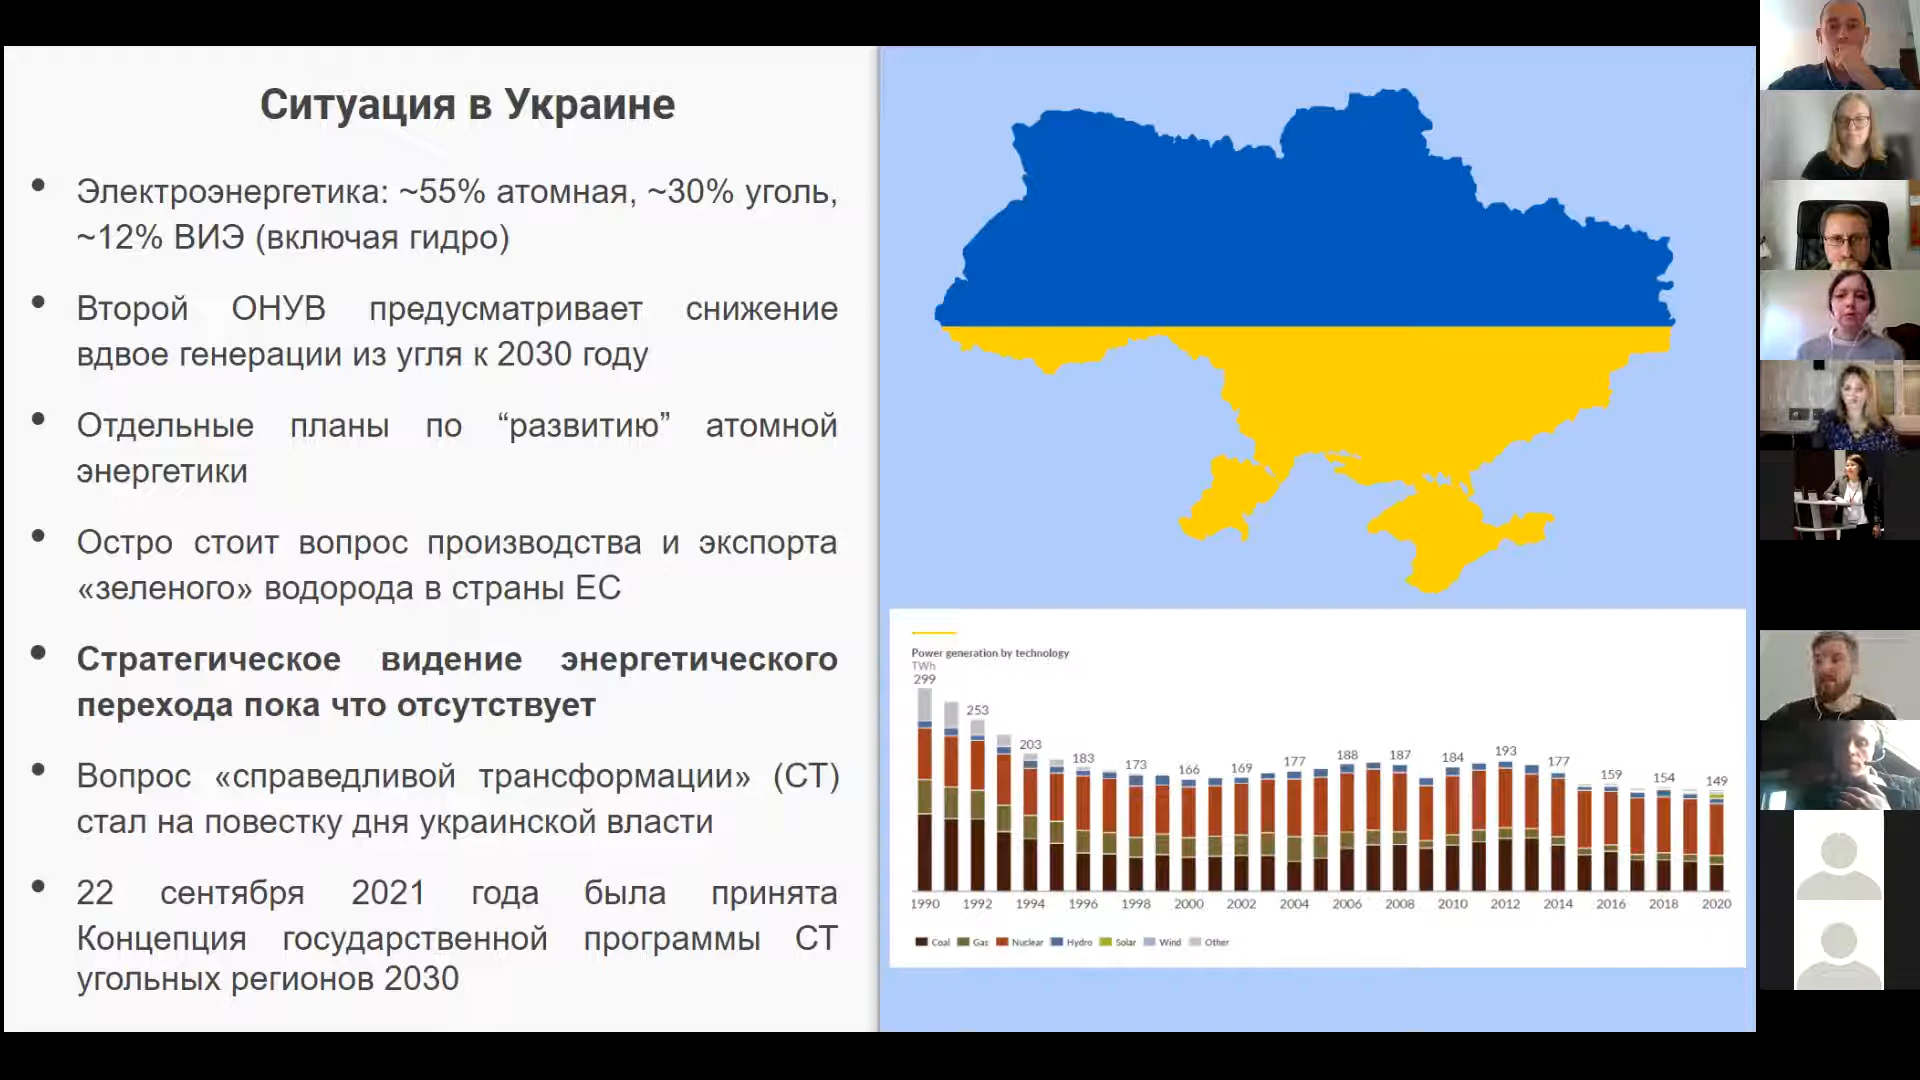 Ситуация в Украине
• Электроэнергетика: ~55% атомная, ~30% уголь,
~12% ВИЭ (включая гидро)
• Второй ОНУВ предусматривает снижение
вдвое генерации из угля к 2030 году
• Отдельные планы по “развитию” атомной
энергетики
• Остро стоит вопрос производства и экспорта
«зеленого» водорода в страны ЕС
• Стратегическое видение энергетического
перехода пока что отсутствует
• Вопрос «справедливой трансформации» (СТ)
стал на повестку дня украинской власти
• 22 сентября 2021 года была принята
Концепция государственной программы СТ
угольных регионов 2030
Power generation by technology
TWh
299 253 203 183 173 166 169 177 188 187 184 193 177 159 154 149
1990 1992 1994 1996 1998 2000 2002 2004 2006 2008 2010 2012 2014 2016 2018 2020
Coal Gas Nuclear Hydro Solar Wind Other